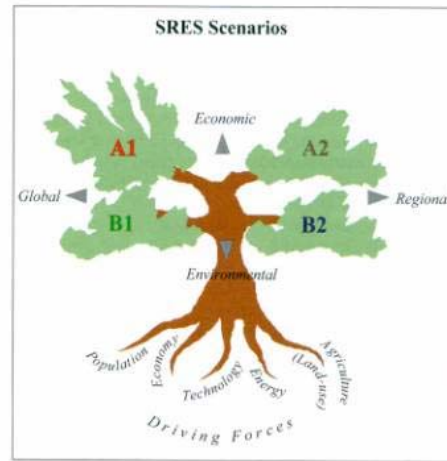 SRES Scenarios
Economic
A1
A2
Global
Regional
B1
B2
Environmental
Population
Economy
Technology
Energy
Agriculture
(Land-use)
Driving Forces